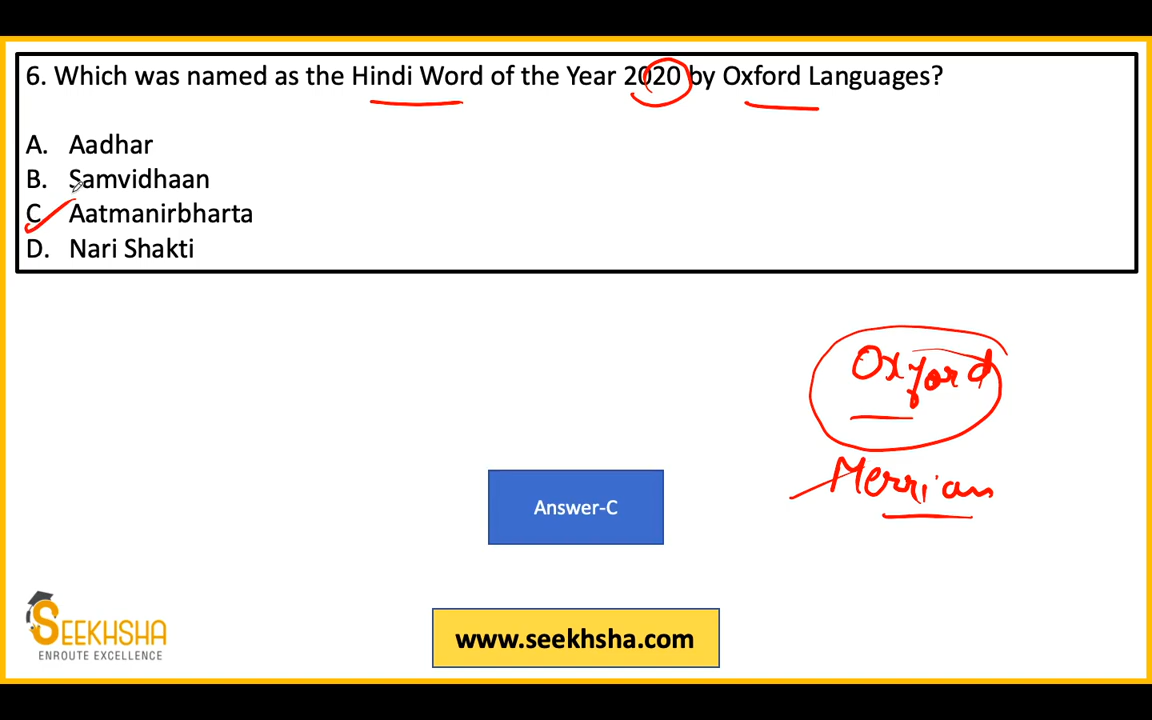 6. Which was named as the Hindi Word of the Year 2020 by Oxford Languages?
A. Aadhar
B. Samvidhaan
C Aatmanirbharta
D. Nari Shakti
Oxford
Merriam
Answer-C
SEEKHSHA
ENROUTE EXCELLENCE
www.seekhsha.com